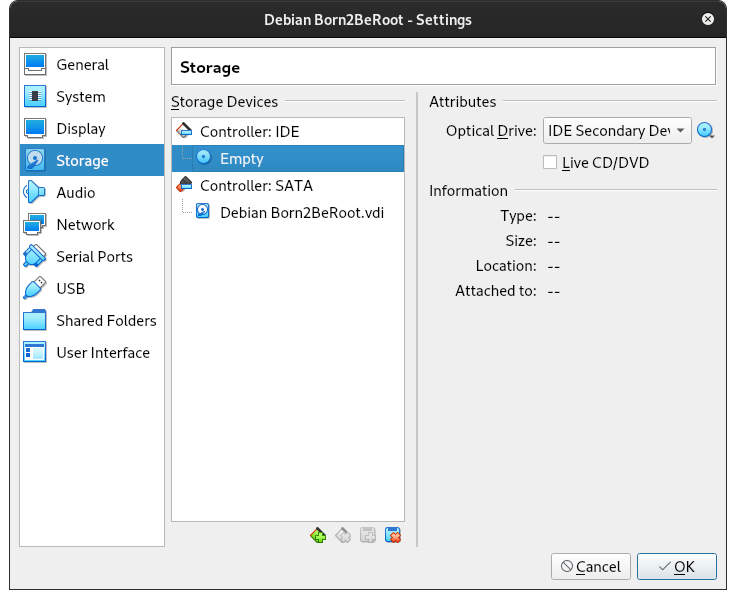 Debian Born2BeRoot - Settings
General
System
Display
Storage
Audio
Network
Serial Ports
USB
Shared Folders
User Interface
Storage
Storage Devices
Controller: IDE
Empty
Controller: SATA
Debian Born2BeRoot.vdi
Attributes
Optical Drive: IDE Secondary Dev
Live CD/DVD
Information
Type: --
Size: --
Location: --
Attached to: --
Cancel
OK